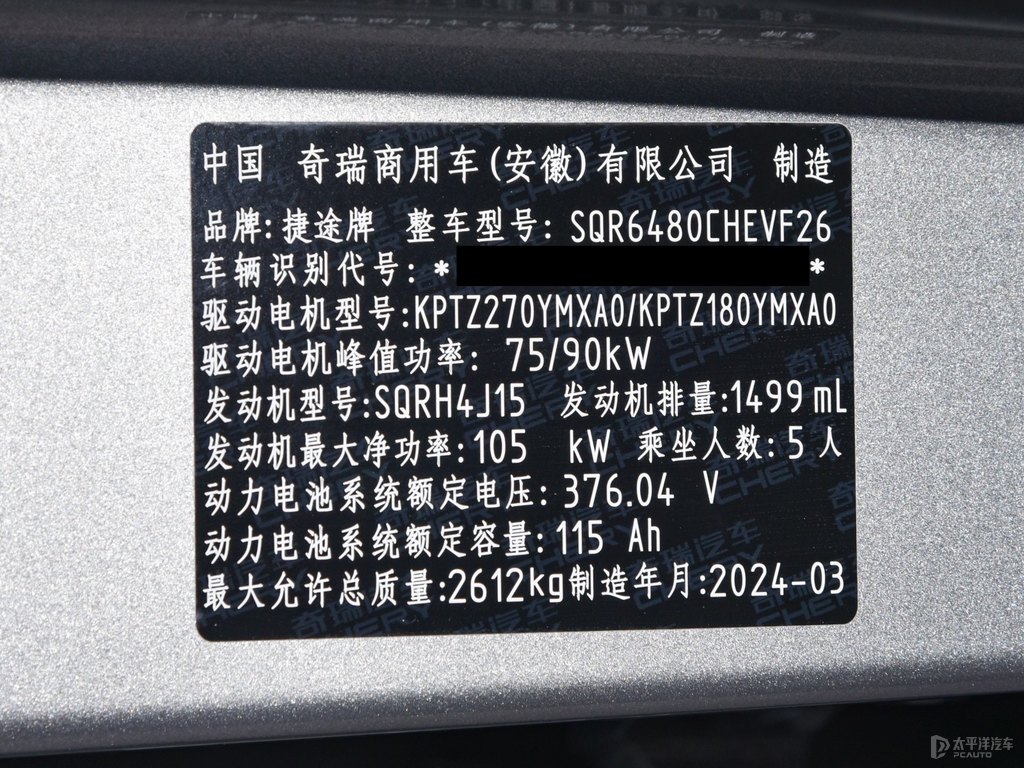 中国 奇瑞商用车(安徽)有限公司 制造
品牌:捷途牌 整车型号: SQR6480CHEVF26
车辆识别代号: * *
驱动电机型号:KPTZ270YMXA0/KPTZ180YMXA0
驱动电机峰值功率: 75/90kW
发动机型号:SQRH4J15 发动机排量:1499 mL
发动机最大净功率:105 kW 乘坐人数:5人
动力电池系统额定电压:376.04 V
动力电池系统额定容量:115 Ah
最大允许总质量:2612kg制造年月:2024-03
太平洋汽车
PCAUTO